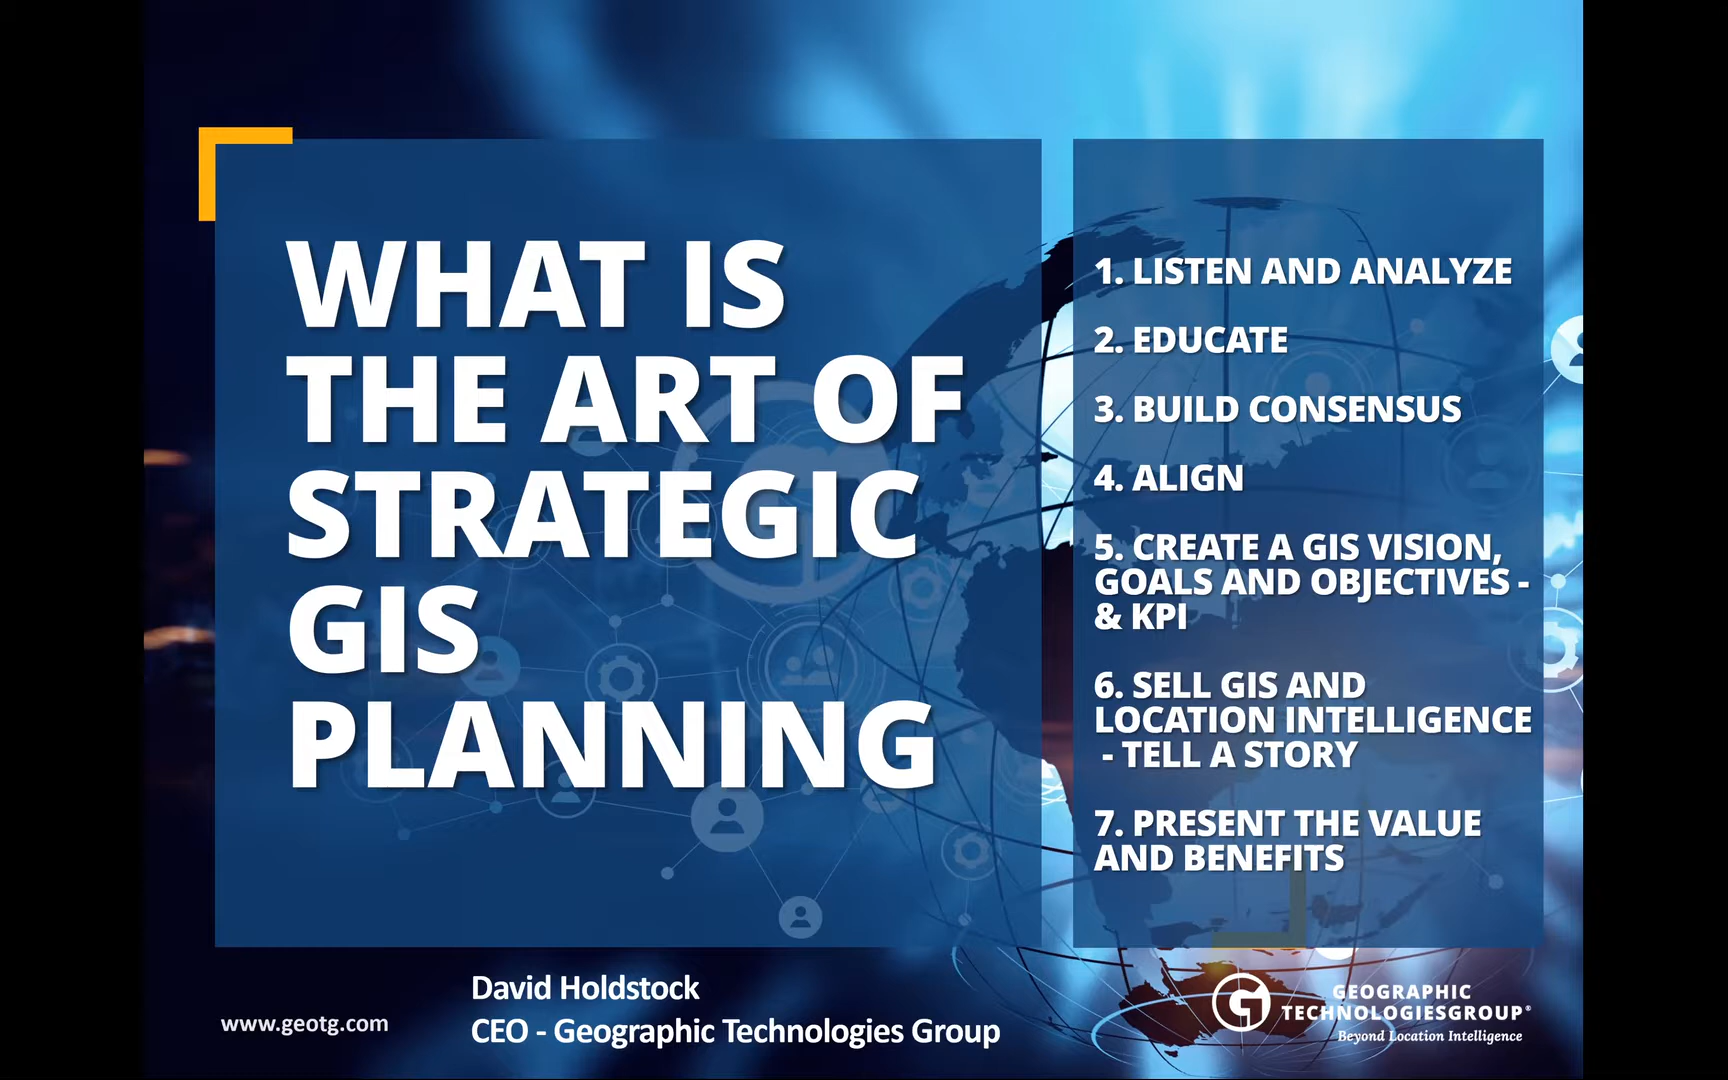 WHAT IS
THE ART OF
STRATEGIC
GIS
PLANNING
1. LISTEN AND ANALYZE
2. EDUCATE
3. BUILD CONSENSUS
4. ALIGN
5. CREATE A GIS VISION,
GOALS AND OBJECTIVES -
& KPI
6. SELL GIS AND
LOCATION INTELLIGENCE
- TELL A STORY
7. PRESENT THE VALUE
AND BENEFITS
www.geotg.com
David Holdstock
CEO - Geographic Technologies Group
GEOGRAPHIC
TECHNOLOGIESGROUP®
Beyond Location Intelligence